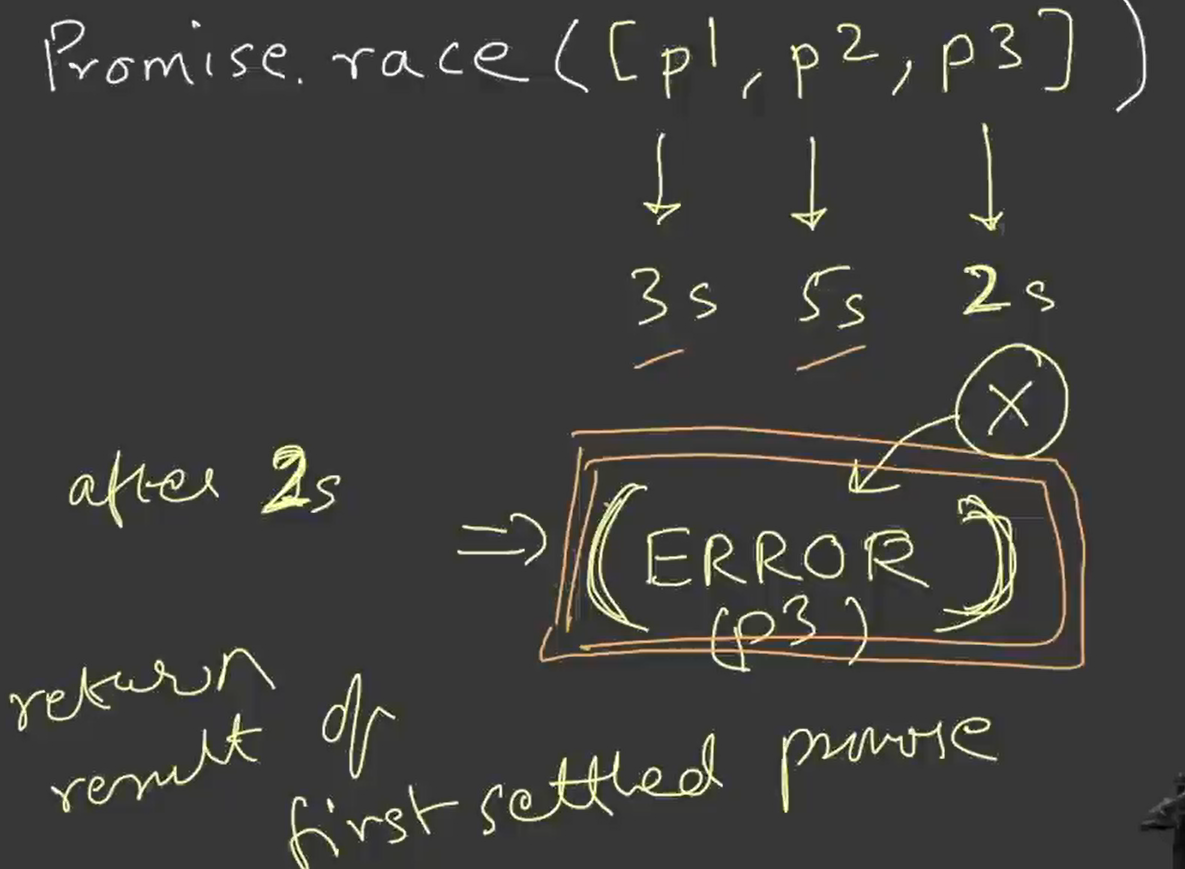 Promise.race([p1, p2, p3])
3s 5s 2s
X
after 2s ⇒ (ERROR)
(p3)
return
result of
first settled promise